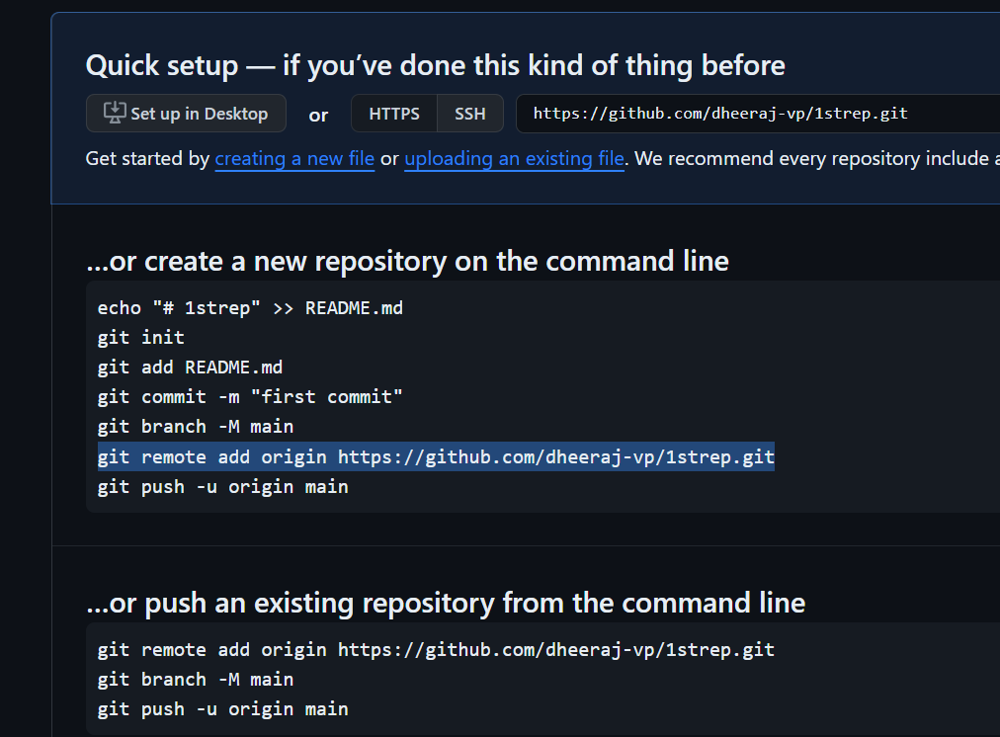 Quick setup — if you’ve done this kind of thing before
Set up in Desktop or HTTPS SSH https://github.com/dheeraj-vp/1strep.git
Get started by creating a new file or uploading an existing file. We recommend every repository include
…or create a new repository on the command line
echo "# 1strep" >> README.md
git init
git add README.md
git commit -m "first commit"
git branch -M main
git remote add origin https://github.com/dheeraj-vp/1strep.git
git push -u origin main
…or push an existing repository from the command line
git remote add origin https://github.com/dheeraj-vp/1strep.git
git branch -M main
git push -u origin main